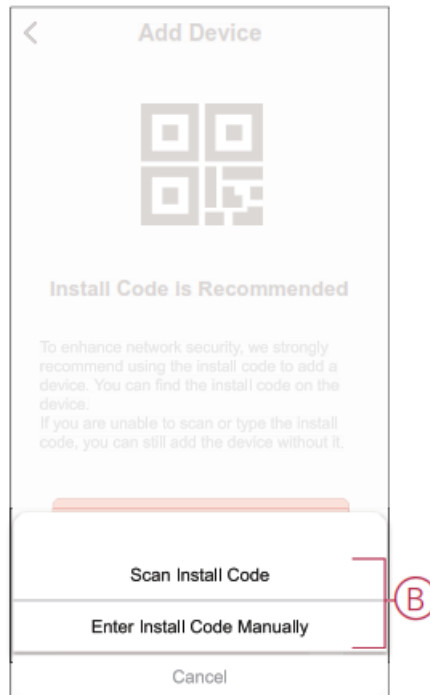 Add Device
Install Code is Recommended
To enhance network security, we strongly
recommend using the install code to add a
device. You can find the install code on the
device.
If you are unable to scan or type the install
code, you can still add the device without it.
Scan Install Code
B
Enter Install Code Manually
Cancel